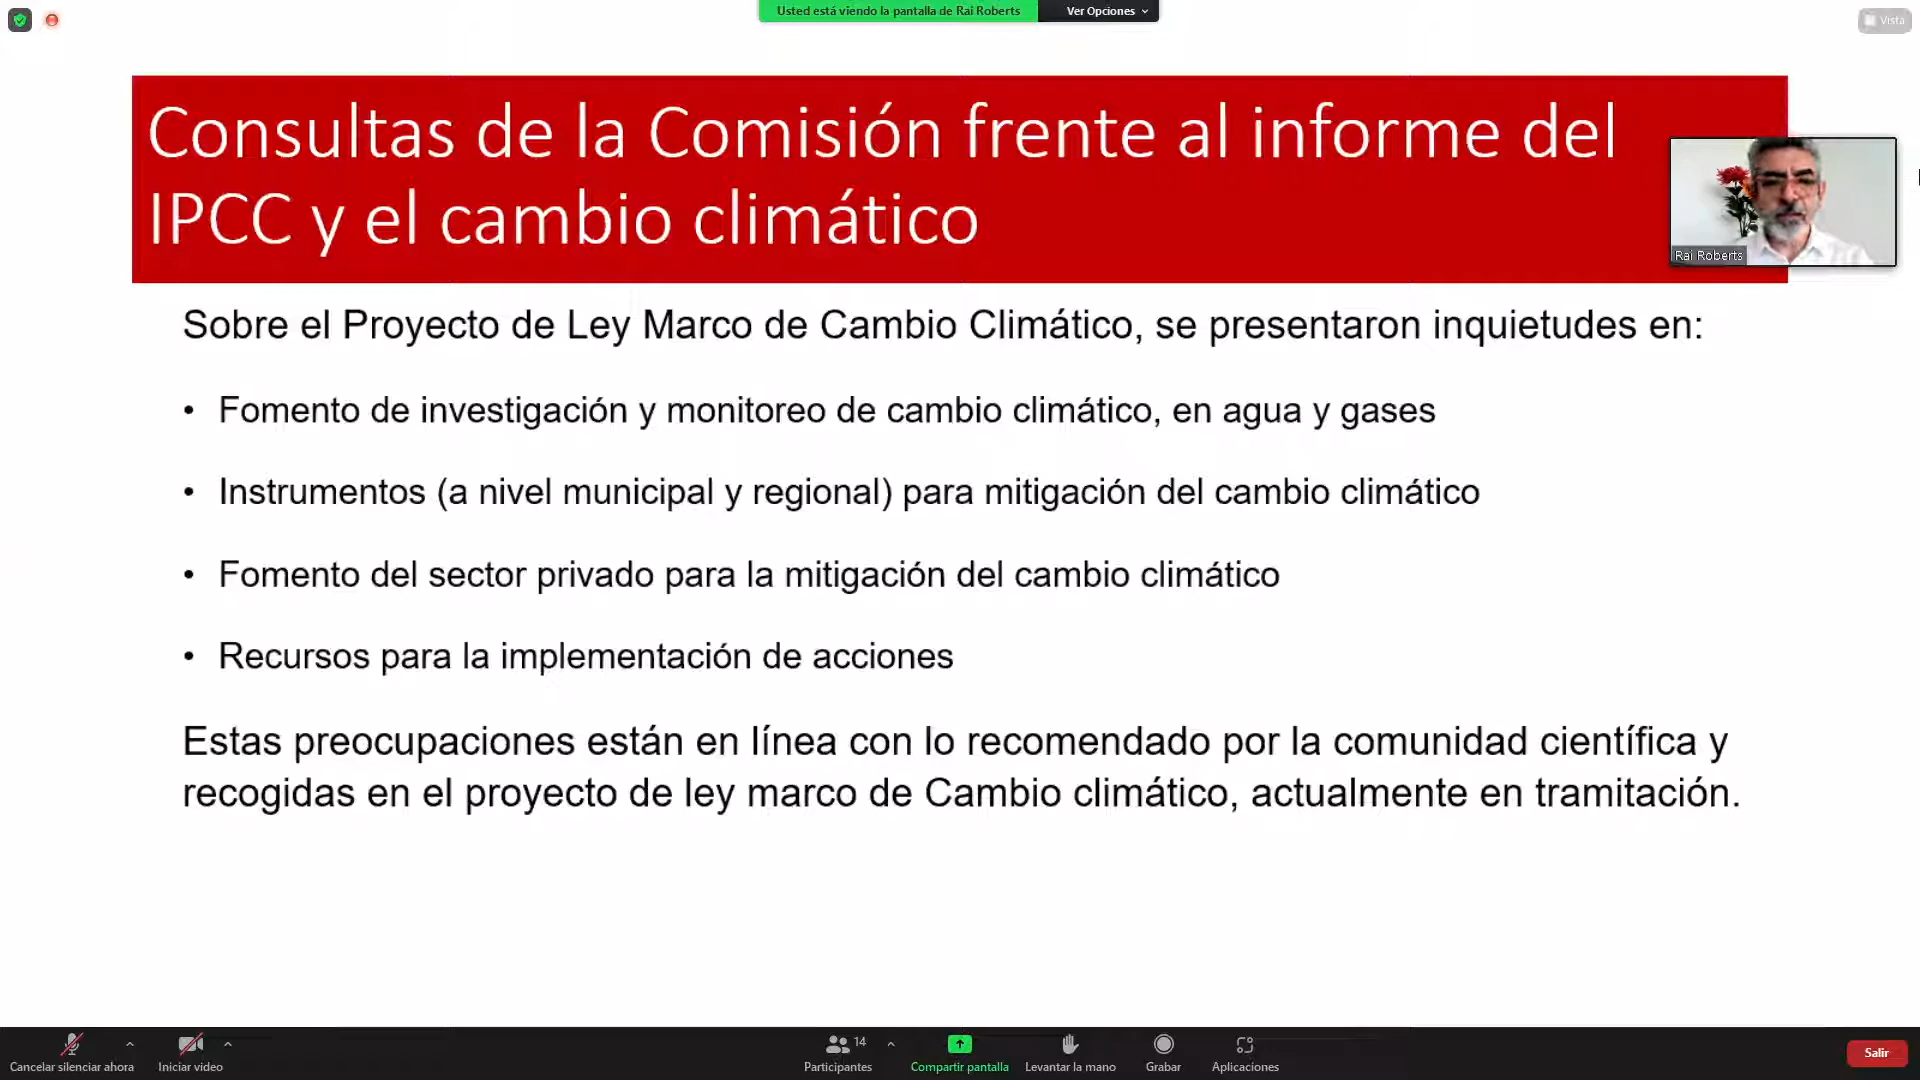 Usted está viendo la pantalla de Rai Roberts
Ver Opciones
Vista
Consultas de la Comisión frente al informe del
IPCC y el cambio climático
Rai Roberts
Sobre el Proyecto de Ley Marco de Cambio Climático, se presentaron inquietudes en:
• Fomento de investigación y monitoreo de cambio climático, en agua y gases
• Instrumentos (a nivel municipal y regional) para mitigación del cambio climático
• Fomento del sector privado para la mitigación del cambio climático
• Recursos para la implementación de acciones
Estas preocupaciones están en línea con lo recomendado por la comunidad científica y
recogidas en el proyecto de ley marco de Cambio climático, actualmente en tramitación.
Cancelar silenciar ahora
Iniciar video
14
Participantes
Compartir pantalla
Levantar la mano
Grabar
Aplicaciones
Salir